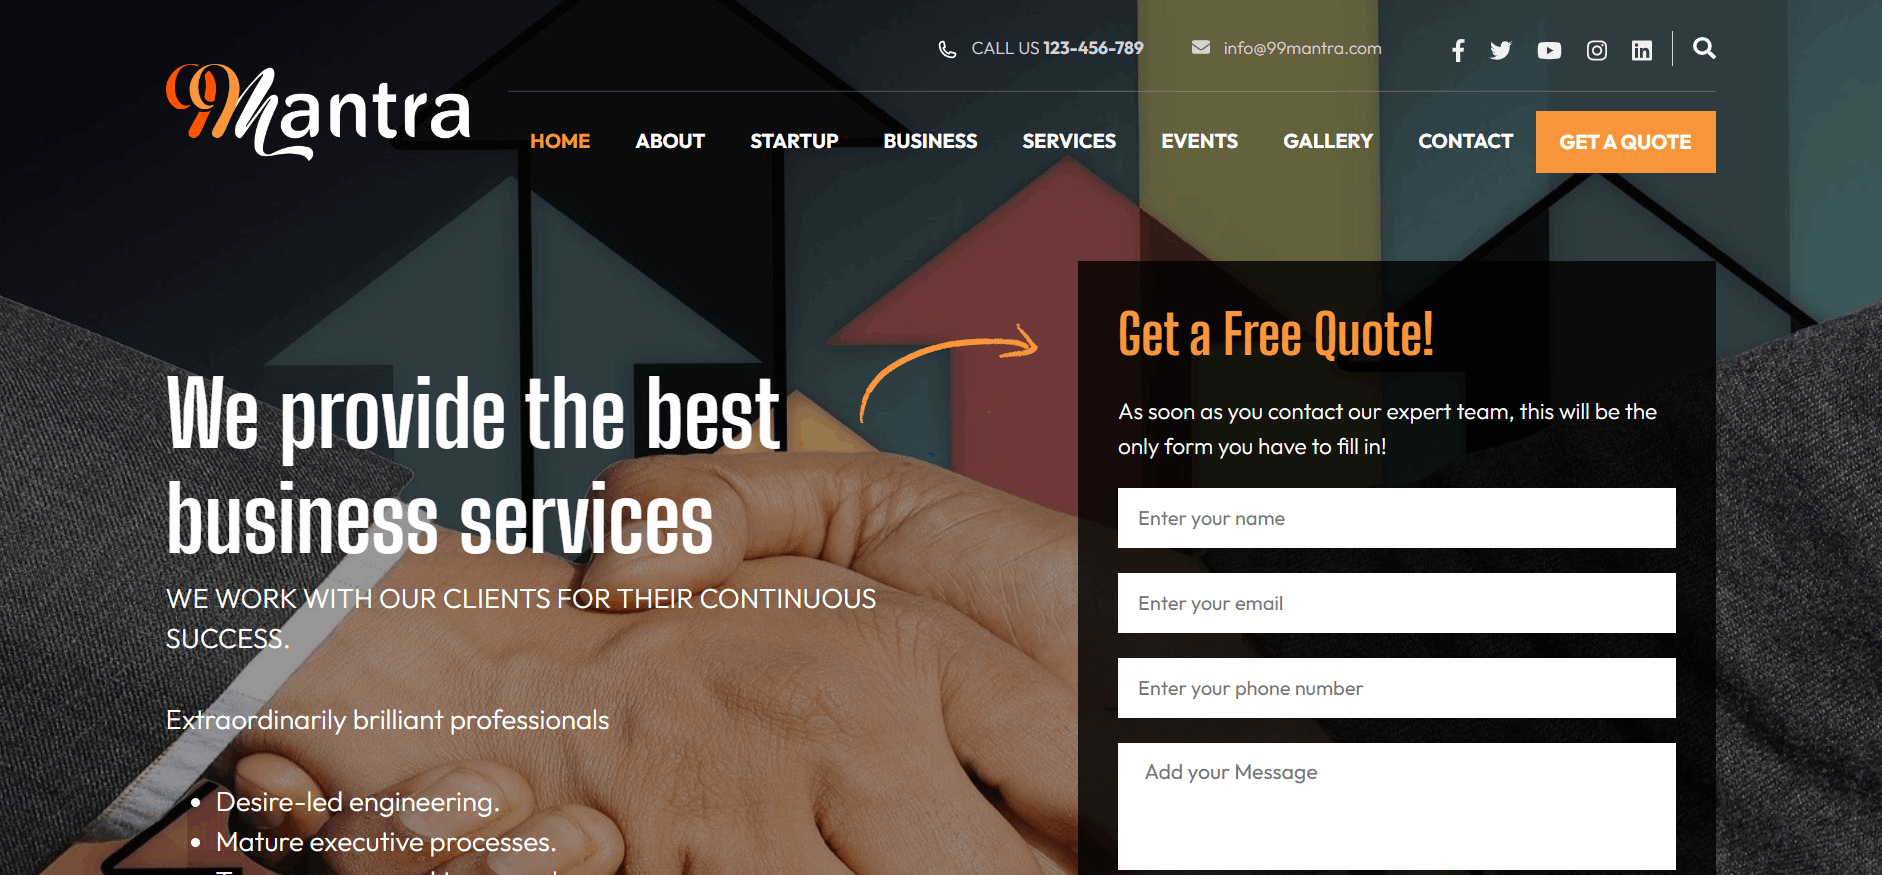 CALL US 123-456-789
info@99mantra.com
99Mantra
HOME ABOUT STARTUP BUSINESS SERVICES EVENTS GALLERY CONTACT GET A QUOTE
We provide the best
business services
WE WORK WITH OUR CLIENTS FOR THEIR CONTINUOUS
SUCCESS.
Extraordinarily brilliant professionals
• Desire-led engineering.
• Mature executive processes.
Get a Free Quote!
As soon as you contact our expert team, this will be the
only form you have to fill in!
Enter your name
Enter your email
Enter your phone number
Add your Message